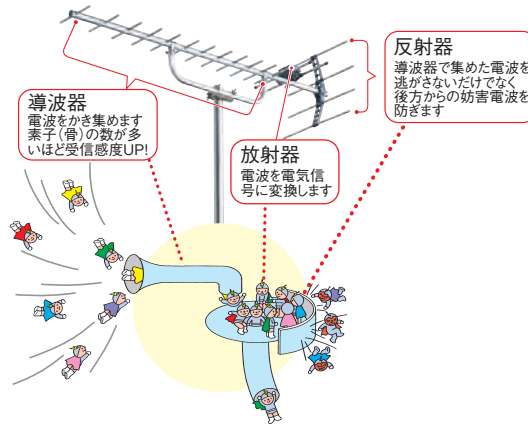 反射器
導波器で集めた電波を
逃がさないだけでなく
後方からの妨害電波を
防ぎます
導波器
電波をかき集めます
素子(骨)の数が多
いほど受信感度UP!
放射器
電波を電気信
号に変換します